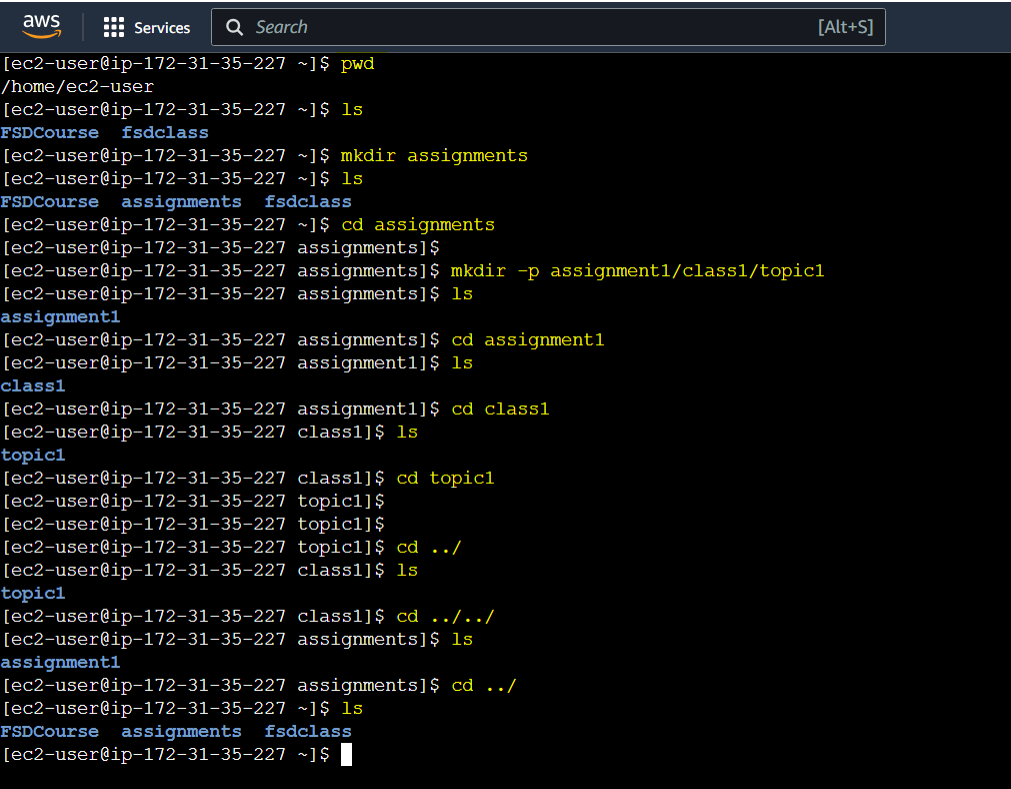 aws Services Search [Alt+S]
[ec2-user@ip-172-31-35-227 ~]$ pwd
/home/ec2-user
[ec2-user@ip-172-31-35-227 ~]$ ls
FSDCourse  fsdclass
[ec2-user@ip-172-31-35-227 ~]$ mkdir assignments
[ec2-user@ip-172-31-35-227 ~]$ ls
FSDCourse  assignments  fsdclass
[ec2-user@ip-172-31-35-227 ~]$ cd assignments
[ec2-user@ip-172-31-35-227 assignments]$
[ec2-user@ip-172-31-35-227 assignments]$ mkdir -p assignment1/class1/topic1
[ec2-user@ip-172-31-35-227 assignments]$ ls
assignment1
[ec2-user@ip-172-31-35-227 assignments]$ cd assignment1
[ec2-user@ip-172-31-35-227 assignment1]$ ls
class1
[ec2-user@ip-172-31-35-227 assignment1]$ cd class1
[ec2-user@ip-172-31-35-227 class1]$ ls
topic1
[ec2-user@ip-172-31-35-227 class1]$ cd topic1
[ec2-user@ip-172-31-35-227 topic1]$
[ec2-user@ip-172-31-35-227 topic1]$
[ec2-user@ip-172-31-35-227 topic1]$ cd ../
[ec2-user@ip-172-31-35-227 class1]$ ls
topic1
[ec2-user@ip-172-31-35-227 class1]$ cd ../../
[ec2-user@ip-172-31-35-227 assignments]$ ls
assignment1
[ec2-user@ip-172-31-35-227 assignments]$ cd ../
[ec2-user@ip-172-31-35-227 ~]$ ls
FSDCourse  assignments  fsdclass
[ec2-user@ip-172-31-35-227 ~]$